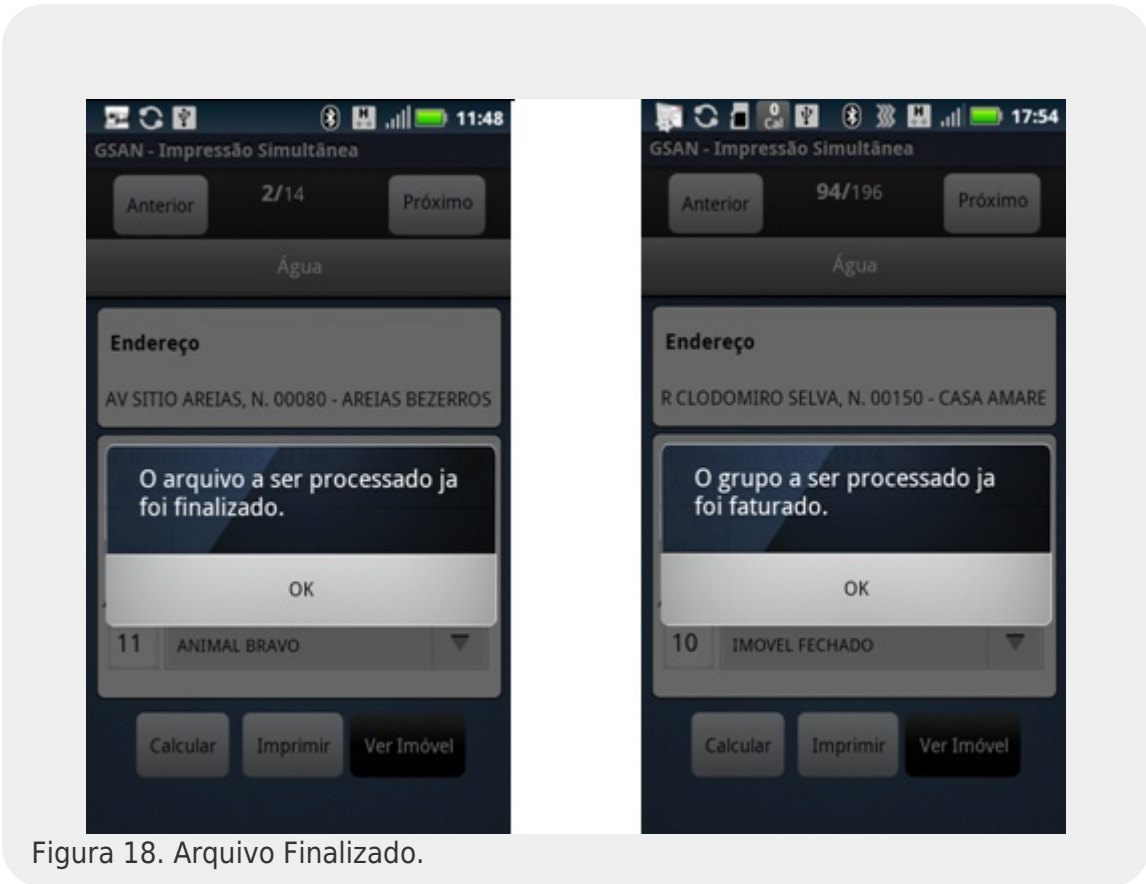 11:48
GSAN - Impressão Simultânea
Anterior
2/14
Próximo
Água
Endereço
AV SITIO AREIAS, N. 00080 - AREIAS BEZERROS
O arquivo a ser processado ja
foi finalizado.
OK
11 ANIMAL BRAVO
Calcular Imprimir Ver Imóvel
0
Cal
H
17:54
GSAN - Impressão Simultânea
Anterior
94/196
Próximo
Água
Endereço
R CLODOMIRO SELVA, N. 00150 - CASA AMARE
O grupo a ser processado ja
foi faturado.
OK
10 IMOVEL FECHADO
Calcular Imprimir Ver Imóvel
Figura 18. Arquivo Finalizado.